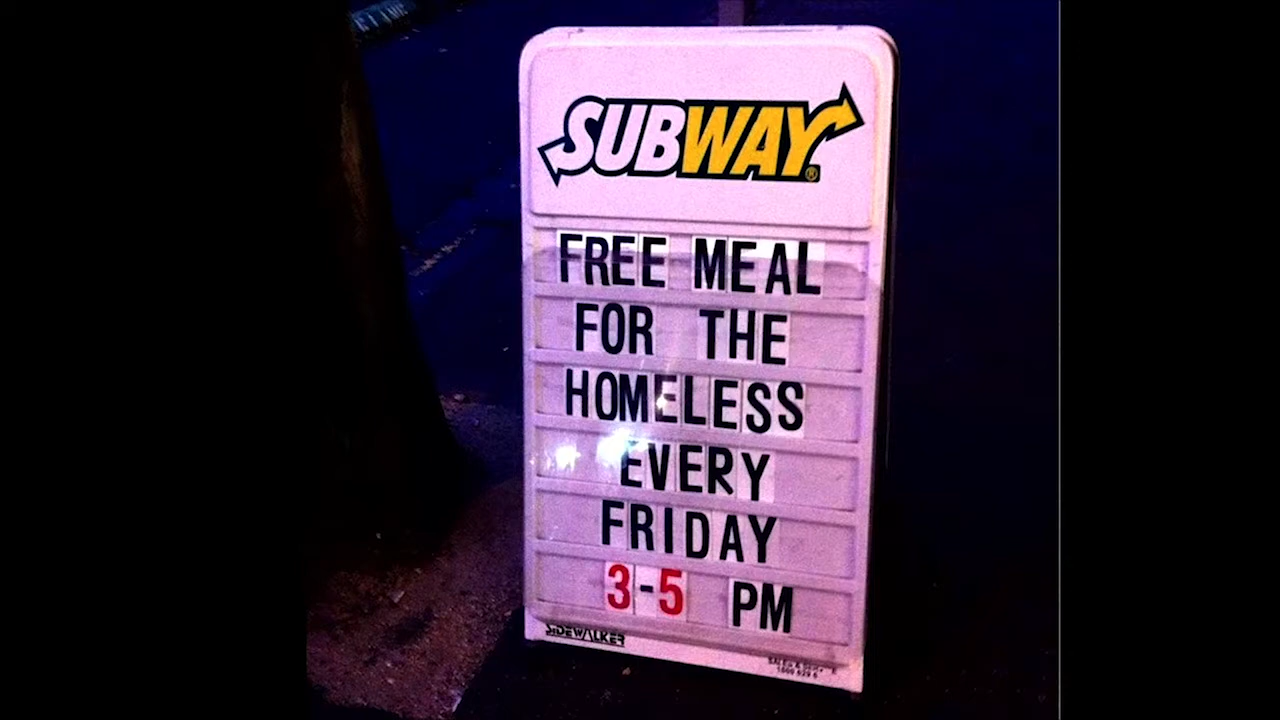 SUBWAY®
FREE MEAL
FOR THE
HOMELESS
EVERY
FRIDAY
3-5 PM
SIDEWALKER